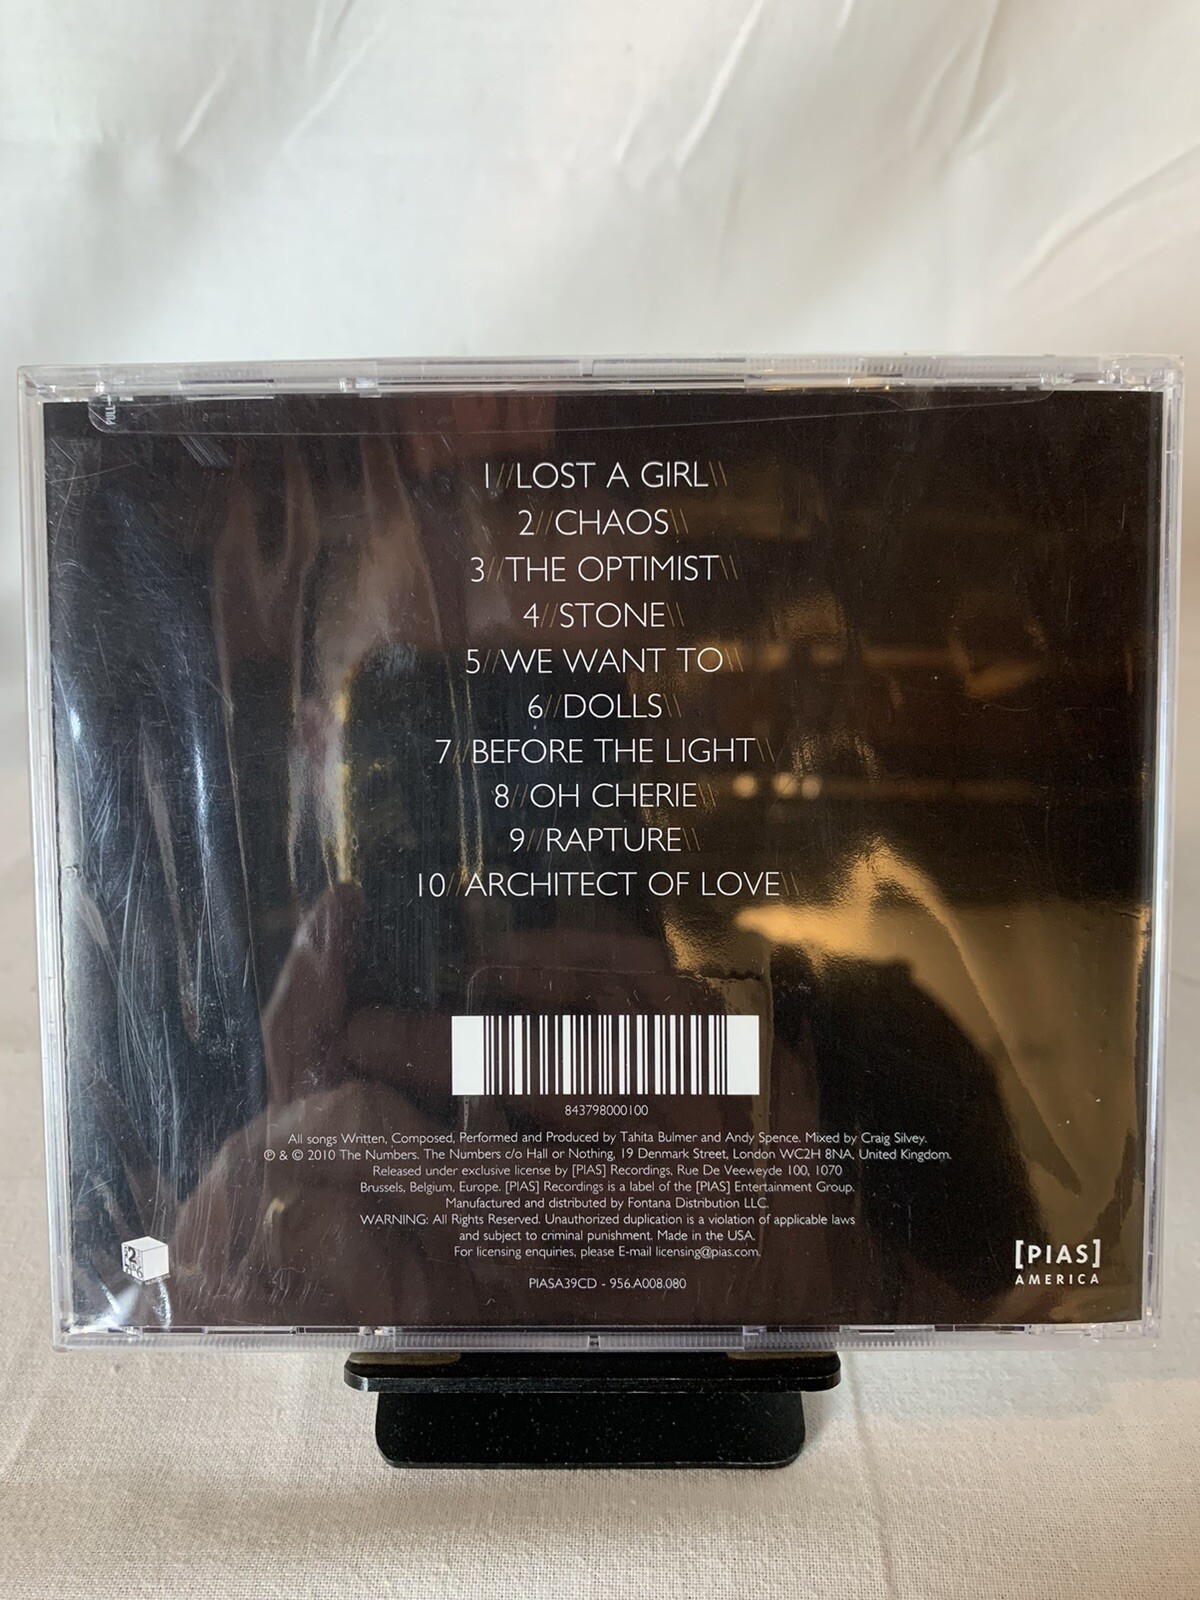 PULL
1//LOST A GIRL\\
2//CHAOS\\
3//THE OPTIMIST\\
4//STONE\\
5//WE WANT TO\\
6//DOLLS\\
7//BEFORE THE LIGHT\\
8//OH CHERIE\\
9//RAPTURE\\
10//ARCHITECT OF LOVE\\
843798000100
All songs Written, Composed, Performed and Produced by Tahita Bulmer and Andy Spence. Mixed by Craig Silvey.
℗ & © 2010 The Numbers. The Numbers c/o Hall or Nothing, 19 Denmark Street, London WC2H 8NA, United Kingdom.
Released under exclusive license by [PIAS] Recordings, Rue De Veeweyde 100, 1070
Brussels, Belgium, Europe. [PIAS] Recordings is a label of the [PIAS] Entertainment Group.
Manufactured and distributed by Fontana Distribution LLC.
WARNING: All Rights Reserved. Unauthorized duplication is a violation of applicable laws
and subject to criminal punishment. Made in the USA.
For licensing enquiries, please E-mail licensing@pias.com.
PIASA39CD - 956.A008.080
[PIAS]
AMERICA